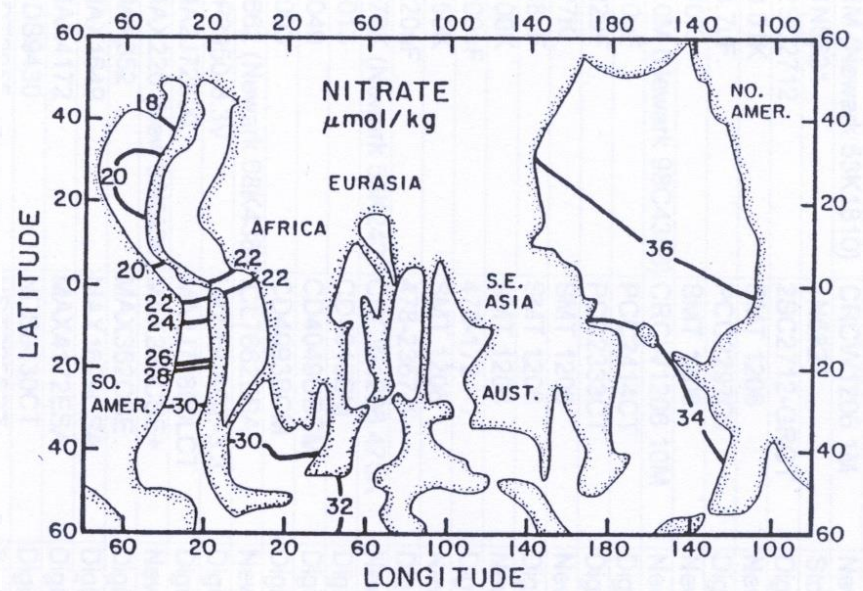 60 20 20 60 100 140 180 140 100
60 60
NITRATE
μmol/kg
NO.
AMER.
18
40 40
20
EURASIA
20 20
AFRICA
36
22
20
22
0 0
S.E.
ASIA
22
24
LATITUDE
26
28
20 20
SO.
AMER.
30
AUST.
34
30
40 40
32
60 60
60 20 20 60 100 140 180 140 100
LONGITUDE